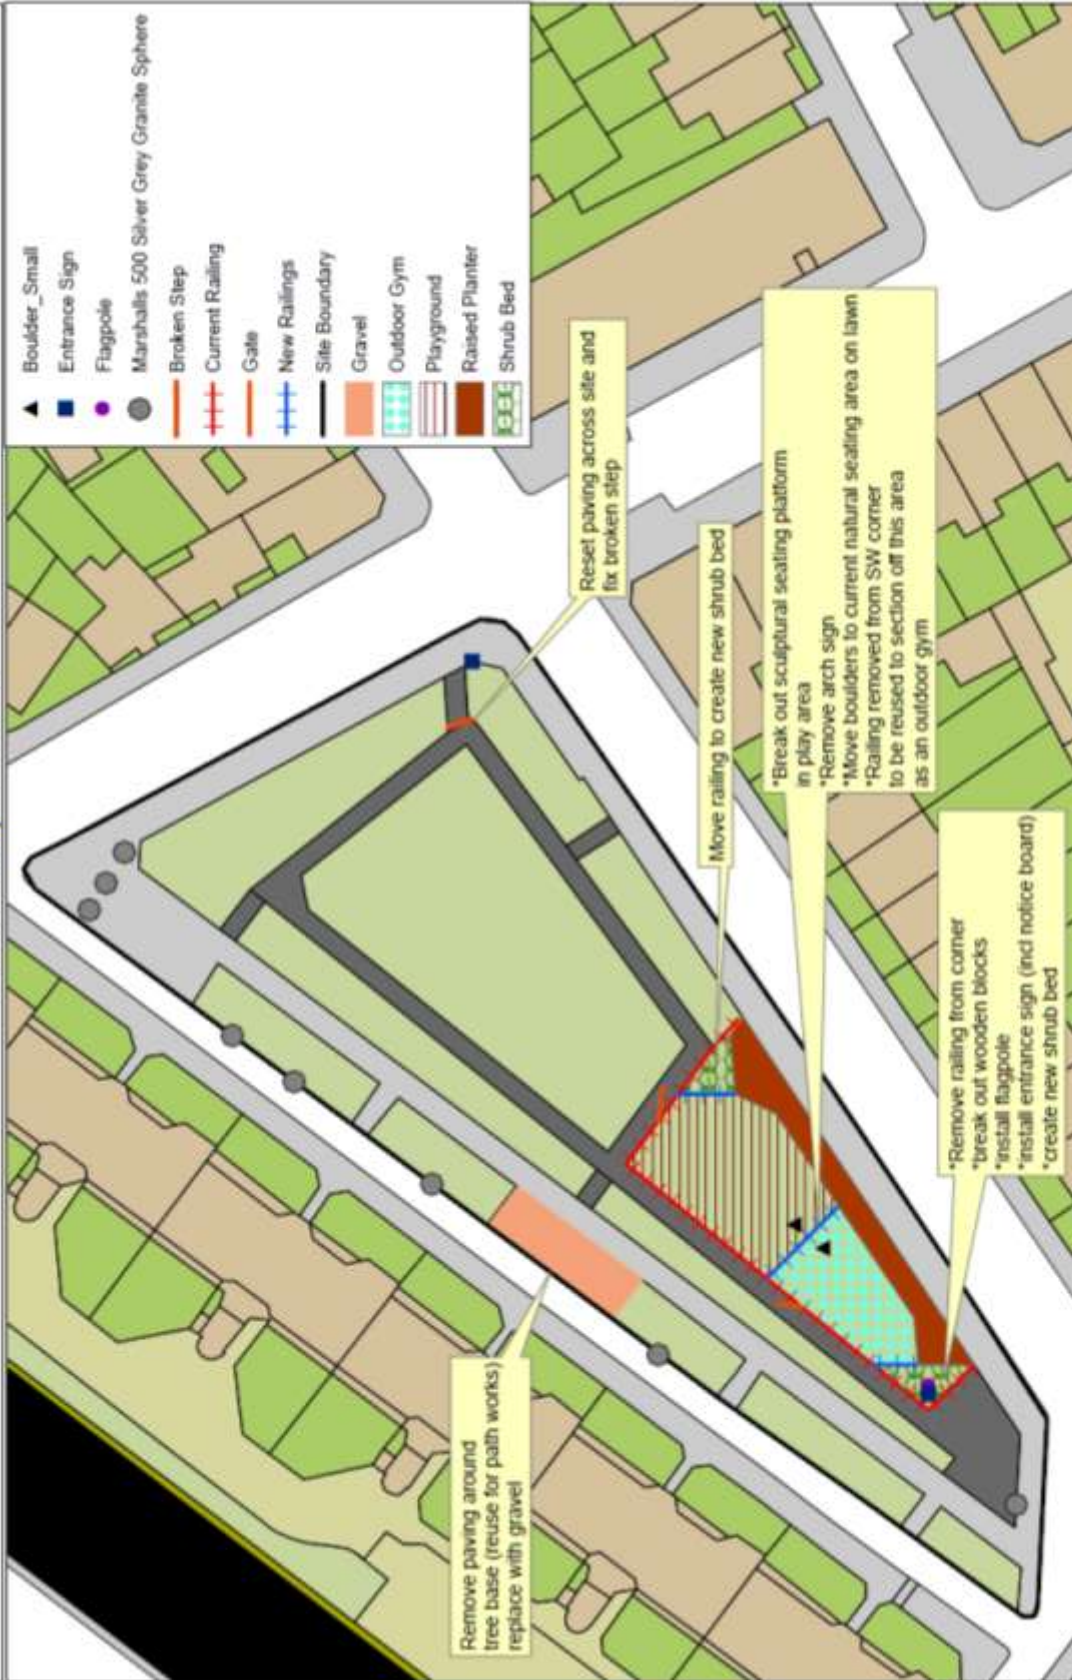 Boulder_Small
Entrance Sign
Flagpole
Marshalls 500 Silver Grey Granite Sphere
Broken Step
Current Railing
Gate
New Railings
Site Boundary
Gravel
Outdoor Gym
Playground
Raised Planter
Shrub Bed
Remove paving around
tree base (reuse for path works)
replace with gravel
Reset paving across site and
fix broken step
Move railing to create new shrub bed
*Break out sculptural seating platform
in play area
*Remove arch sign
*Move boulders to current natural seating area on lawn
*Railing removed from SW corner
to be reused to section off this area
as an outdoor gym
*Remove railing from corner
*break out wooden blocks
*install flagpole
*install entrance sign (incl notice board)
*create new shrub bed